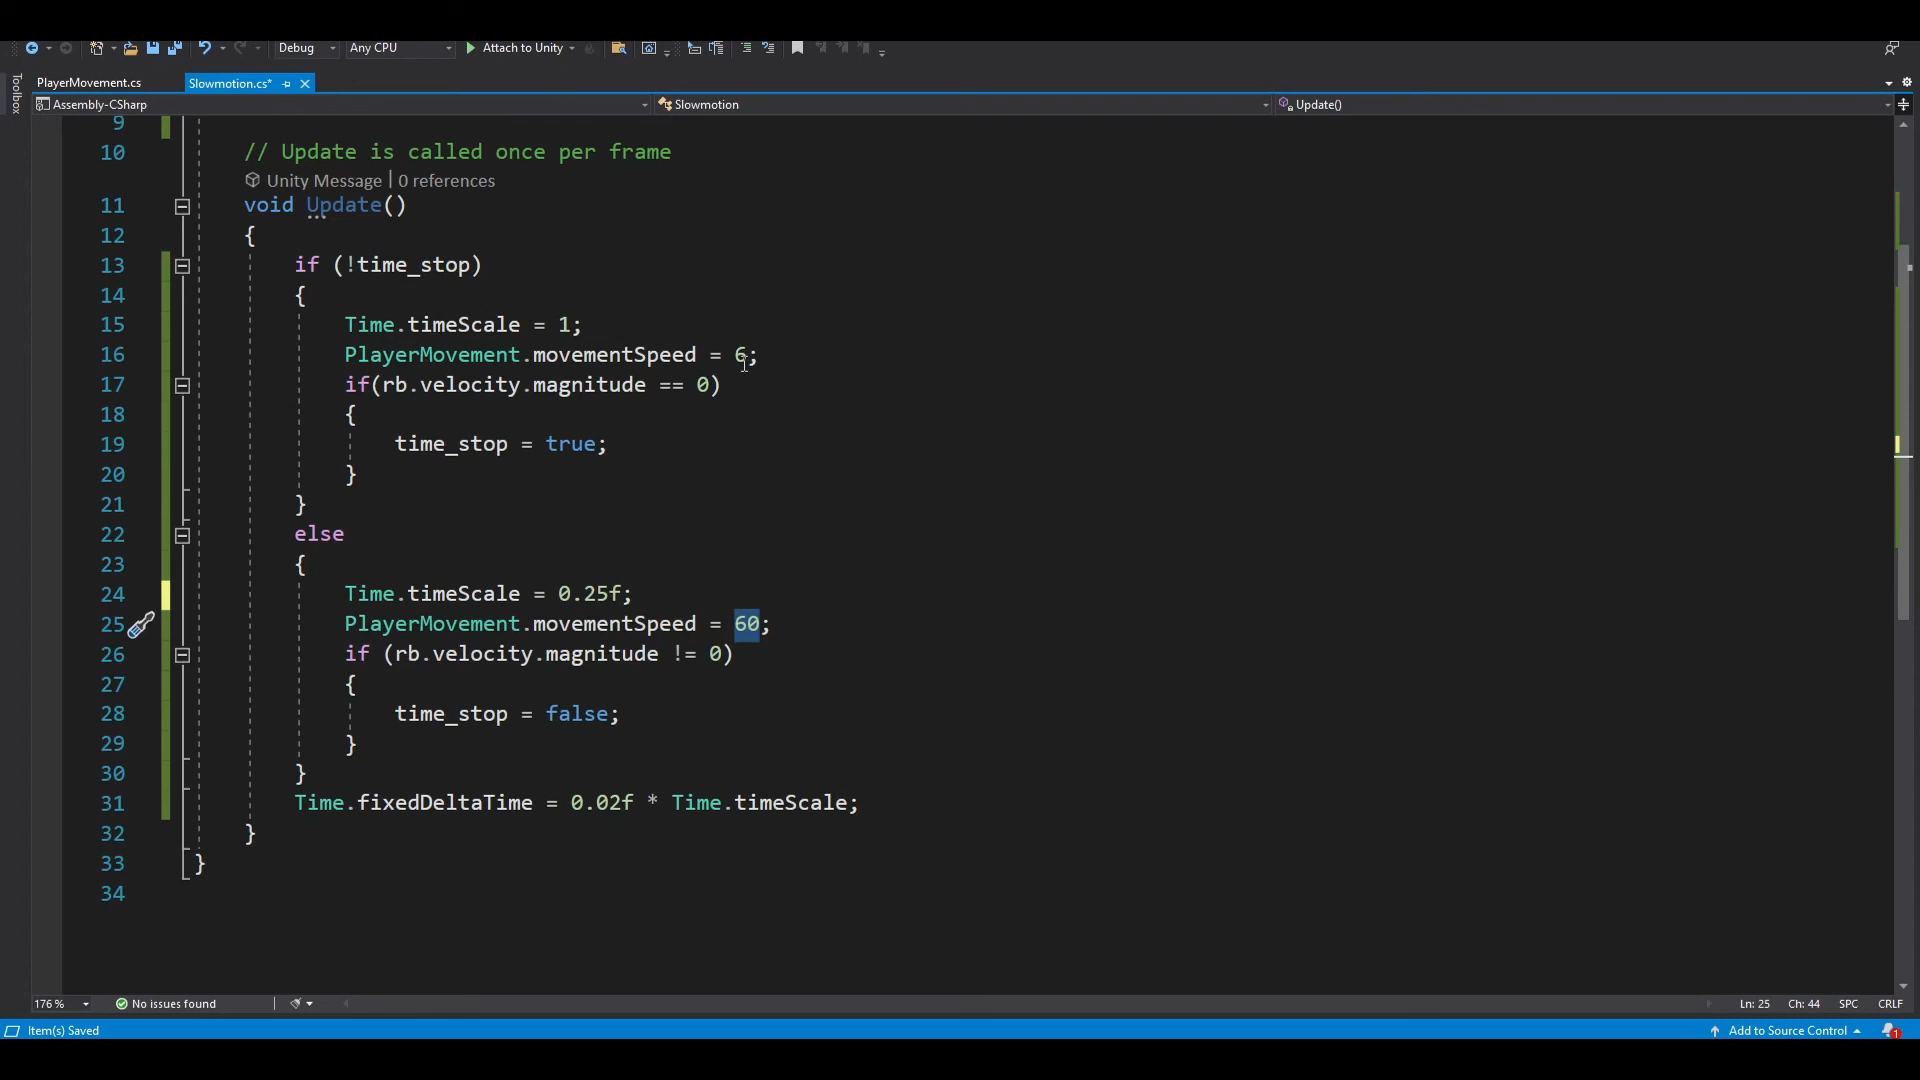 Debug Any CPU Attach to Unity
Toolbox
PlayerMovement.cs Slowmotion.cs*
Assembly-CSharp Slowmotion Update()
9
10 // Update is called once per frame
Unity Message | 0 references
11 void Update()
12 {
13 if (!time_stop)
14 {
15 Time.timeScale = 1;
16 PlayerMovement.movementSpeed = 6;
17 if(rb.velocity.magnitude == 0)
18 {
19 time_stop = true;
20 }
21 }
22 else
23 {
24 Time.timeScale = 0.25f;
25 PlayerMovement.movementSpeed = 60;
26 if (rb.velocity.magnitude != 0)
27 {
28 time_stop = false;
29 }
30 }
31 Time.fixedDeltaTime = 0.02f * Time.timeScale;
32 }
33 }
34
176 % No issues found Ln: 25 Ch: 44 SPC CRLF
Item(s) Saved Add to Source Control 1